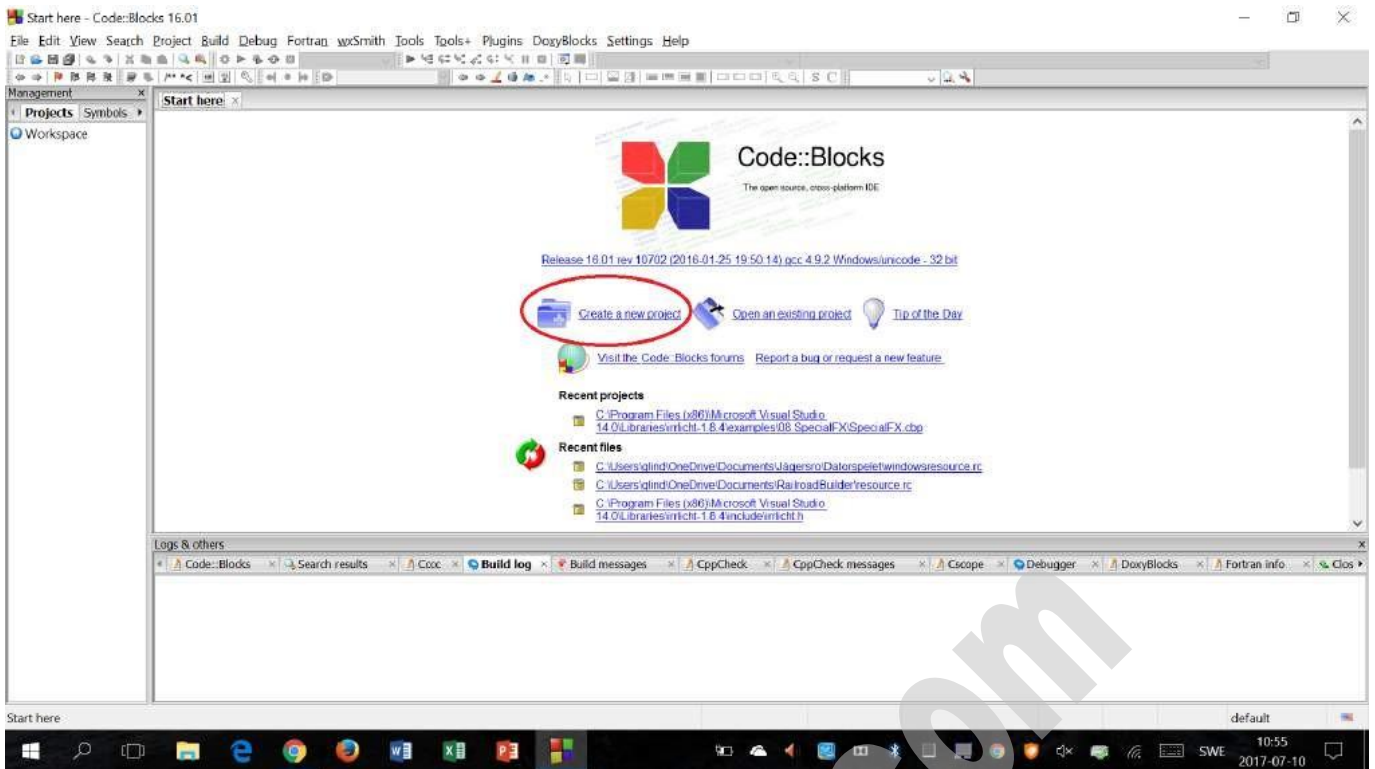 Start here - Code::Blocks 16.01
File Edit View Search Project Build Debug Fortran wxSmith Tools Tools+ Plugins DoxyBlocks Settings Help
Management
Start here
Projects Symbols
Workspace
Code::Blocks
The open source, cross-platform IDE
Release 16.01 rev 10702 (2016-01-25 19:50:14) gcc 4.9.2 Windows/unicode - 32 bit
Create a new project Open an existing project Tip of the Day
Visit the Code::Blocks forums Report a bug or request a new feature
Recent projects
C:\Program Files (x86)\Microsoft Visual Studio
14.0\Libraries\irrlicht-1.8.4\examples\08.SpecialFX\SpecialFX.cbp
Recent files
C:\Users\glind\OneDrive\Documents\Jägersro\Datorspelet\windowsresource.rc
C:\Users\glind\OneDrive\Documents\RailroadBuilder\resource.rc
C:\Program Files (x86)\Microsoft Visual Studio
14.0\Libraries\irrlicht-1.8.4\include\irrlicht.h
Logs & others
Code::Blocks Search results Cccc Build log Build messages CppCheck CppCheck messages Cscope Debugger DoxyBlocks Fortran info Clos
Start here default
SWE 10:55
2017-07-10
com